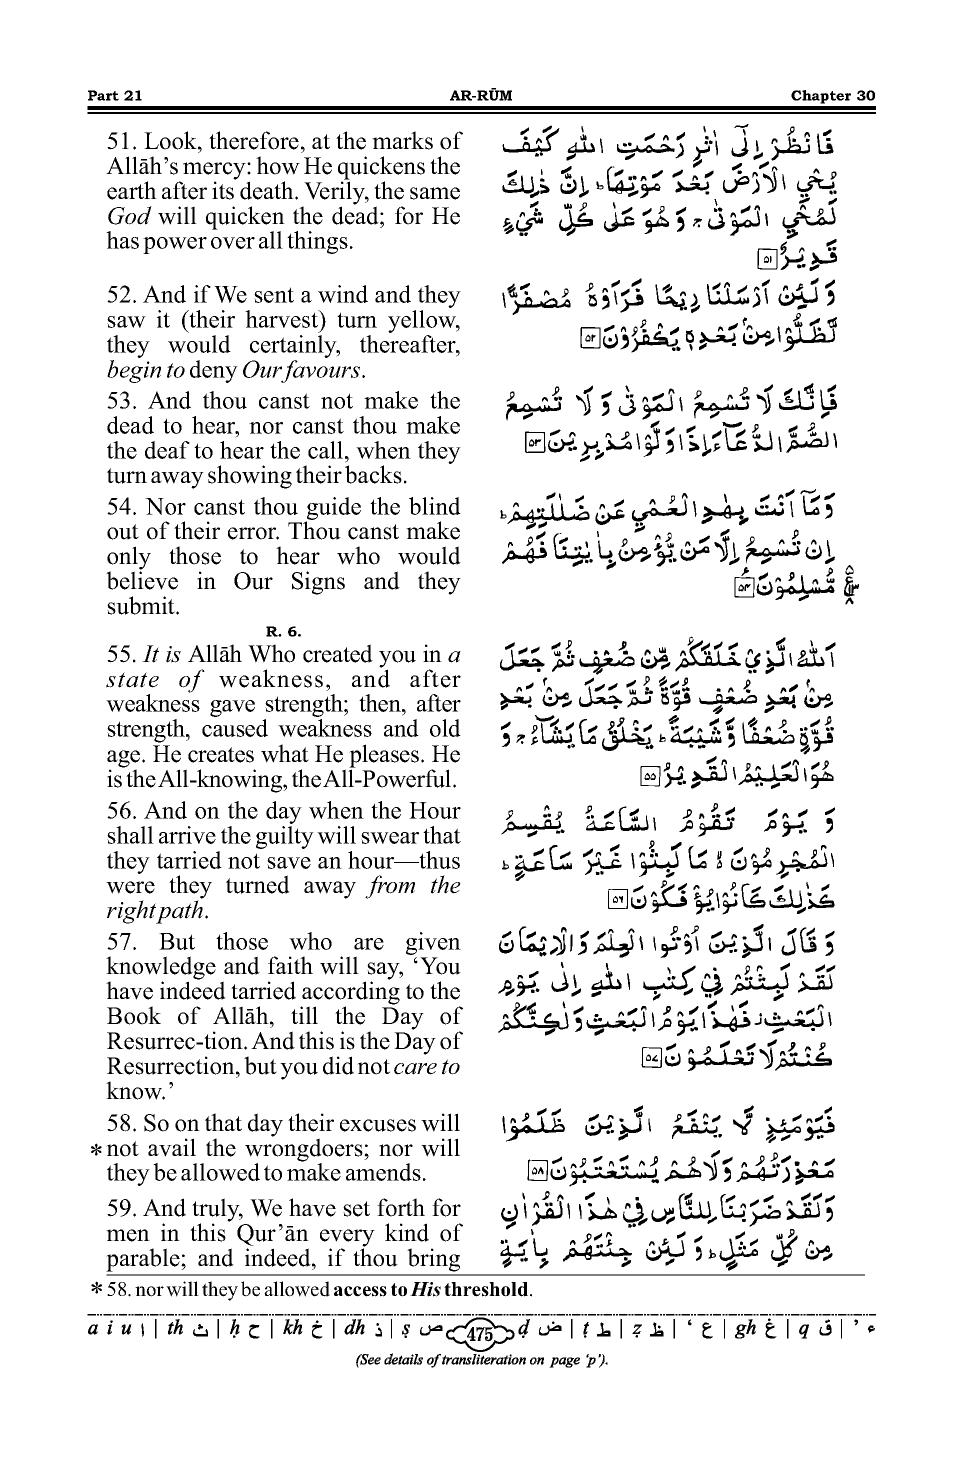 Part 21 AR-RŪM Chapter 30
51. Look, therefore, at the marks of
Allāh’s mercy: how He quickens the
earth after its death. Verily, the same
God will quicken the dead; for He
has power over all things.
فَانْظُرْ اِلٰۤى اٰثٰرِ رَحْمَتِ اللّٰهِ كَيْفَ
يُحْيِ الْاَرْضَ بَعْدَ مَوْتِهَا ؕ اِنَّ ذٰلِكَ
لَمُحْيِ الْمَوْتٰى ۚ وَ هُوَ عَلٰى كُلِّ شَيْءٍ
قَدِيْرٌ ۵۱
52. And if We sent a wind and they
saw it (their harvest) turn yellow,
they would certainly, thereafter,
begin to deny Our favours.
وَ لَئِنْ اَرْسَلْنَا رِيْحًا فَرَاَوْهُ مُصْفَرًّا
لَّظَلُّوْا مِنْۢ بَعْدِهٖ يَكْفُرُوْنَ ۵۲
53. And thou canst not make the
dead to hear, nor canst thou make
the deaf to hear the call, when they
turn away showing their backs.
فَاِنَّكَ لَا تُسْمِعُ الْمَوْتٰى وَ لَا تُسْمِعُ
الصُّمَّ الدُّعَآءَ اِذَا وَلَّوْا مُدْبِرِيْنَ ۵۳
54. Nor canst thou guide the blind
out of their error. Thou canst make
only those to hear who would
believe in Our Signs and they
submit.
وَ مَاۤ اَنْتَ بِهٰدِ الْعُمْيِ عَنْ ضَلٰلَتِهِمْ ؕ
اِنْ تُسْمِعُ اِلَّا مَنْ يُّؤْمِنُ بِاٰيٰتِنَا فَهُمْ
مُّسْلِمُوْنَ ۵۴
R. 6.
55. It is Allāh Who created you in a
state of weakness, and after
weakness gave strength; then, after
strength, caused weakness and old
age. He creates what He pleases. He
is the All-knowing, the All-Powerful.
اَللّٰهُ الَّذِيْ خَلَقَكُمْ مِّنْ ضُعْفٍ ثُمَّ جَعَلَ
مِنْۢ بَعْدِ ضُعْفٍ قُوَّةً ثُمَّ جَعَلَ مِنْۢ بَعْدِ
قُوَّةٍ ضُعْفًا وَّ شَيْبَةً ؕ يَخْلُقُ مَا يَشَآءُ ۚ وَ
هُوَ الْعَلِيْمُ الْقَدِيْرُ ۵۵
56. And on the day when the Hour
shall arrive the guilty will swear that
they tarried not save an hour—thus
were they turned away from the
right path.
وَ يَوْمَ تَقُوْمُ السَّاعَةُ يُقْسِمُ
الْمُجْرِمُوْنَ ۙ مَا لَبِثُوْا غَيْرَ سَاعَةٍ ؕ
كَذٰلِكَ كَانُوْا يُؤْفَكُوْنَ ۵۶
57. But those who are given
knowledge and faith will say, ‘You
have indeed tarried according to the
Book of Allāh, till the Day of
Resurrec-tion. And this is the Day of
Resurrection, but you did not care to
know.’
وَ قَالَ الَّذِيْنَ اُوْتُوا الْعِلْمَ وَ الْاِيْمَانَ
لَقَدْ لَبِثْتُمْ فِيْ كِتٰبِ اللّٰهِ اِلٰى يَوْمِ
الْبَعْثِ ۫ فَهٰذَا يَوْمُ الْبَعْثِ وَ لٰكِنَّكُمْ
كُنْتُمْ لَا تَعْلَمُوْنَ ۵۷
58. So on that day their excuses will
*not avail the wrongdoers; nor will
they be allowed to make amends.
فَيَوْمَئِذٍ لَّا يَنْفَعُ الَّذِيْنَ ظَلَمُوْا
مَعْذِرَتُهُمْ وَ لَا هُمْ يُسْتَعْتَبُوْنَ ۵۸
59. And truly, We have set forth for
men in this Qur’ān every kind of
parable; and indeed, if thou bring
وَ لَقَدْ ضَرَبْنَا لِلنَّاسِ فِيْ هٰذَا الْقُرْاٰنِ
مِنْ كُلِّ مَثَلٍ ؕ وَ لَئِنْ جِئْتَهُمْ بِاٰيَةٍ
* 58. nor will they be allowed access to His threshold.
a i u ا | th ث | ḥ ح | kh خ | dh ذ | ṣ ص 475 ḍ ض | ṭ ط | ẓ ظ | ‘ ع | gh غ | q ق | ’ ء
(See details of transliteration on page ‘p’).